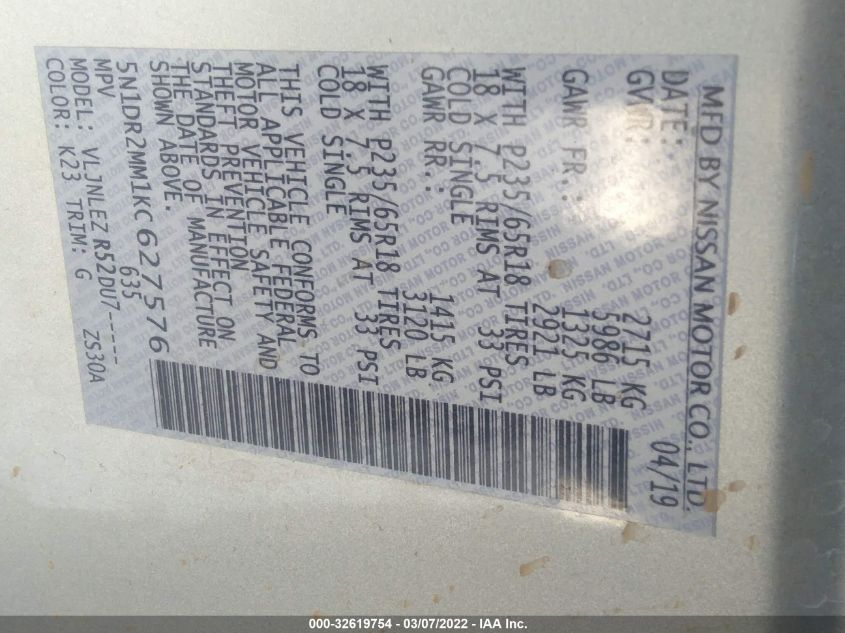 MFD BY NISSAN MOTOR CO., LTD.
DATE: 04/19
GVWR: 2715 KG
5986 LB
GAWR FR.: 1325 KG
2921 LB
WITH P235/65R18 TIRES
18 X 7.5 RIMS AT 33 PSI
COLD SINGLE
GAWR RR.: 1415 KG
3120 LB
WITH P235/65R18 TIRES
18 X 7.5 RIMS AT 33 PSI
COLD SINGLE
THIS VEHICLE CONFORMS TO
ALL APPLICABLE FEDERAL
MOTOR VEHICLE SAFETY AND
THEFT PREVENTION
STANDARDS IN EFFECT ON
THE DATE OF MANUFACTURE
SHOWN ABOVE.
5N1DR2MM1KC627576
MPV 635
MODEL: VLJNLEZ R52DU7-----
COLOR: K23 TRIM: G ZS30A
000-32619754 - 03/07/2022 - IAA Inc.